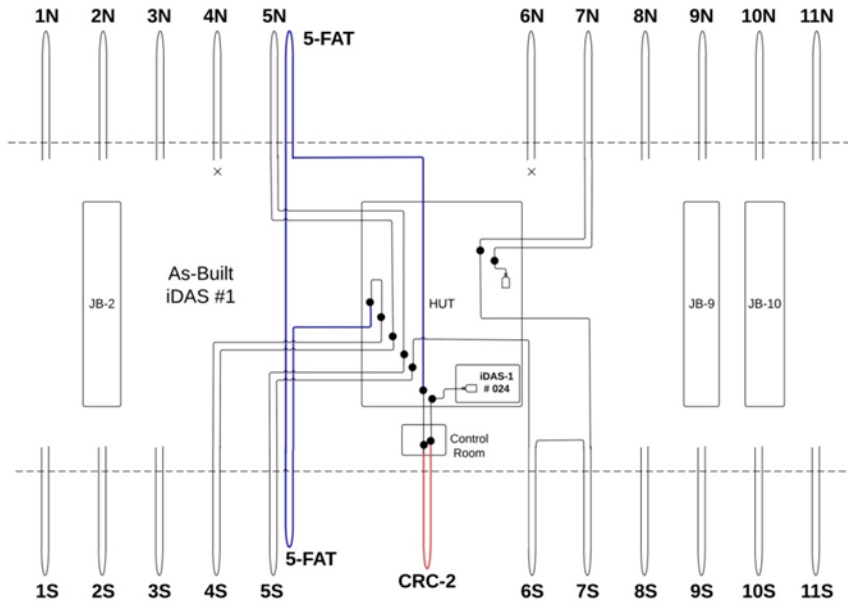 1N 2N 3N 4N 5N 6N 7N 8N 9N 10N 11N
5-FAT
As-Built
iDAS #1
JB-2
HUT
JB-9
JB-10
iDAS-1
# 024
Control
Room
5-FAT
CRC-2
1S 2S 3S 4S 5S 6S 7S 8S 9S 10S 11S